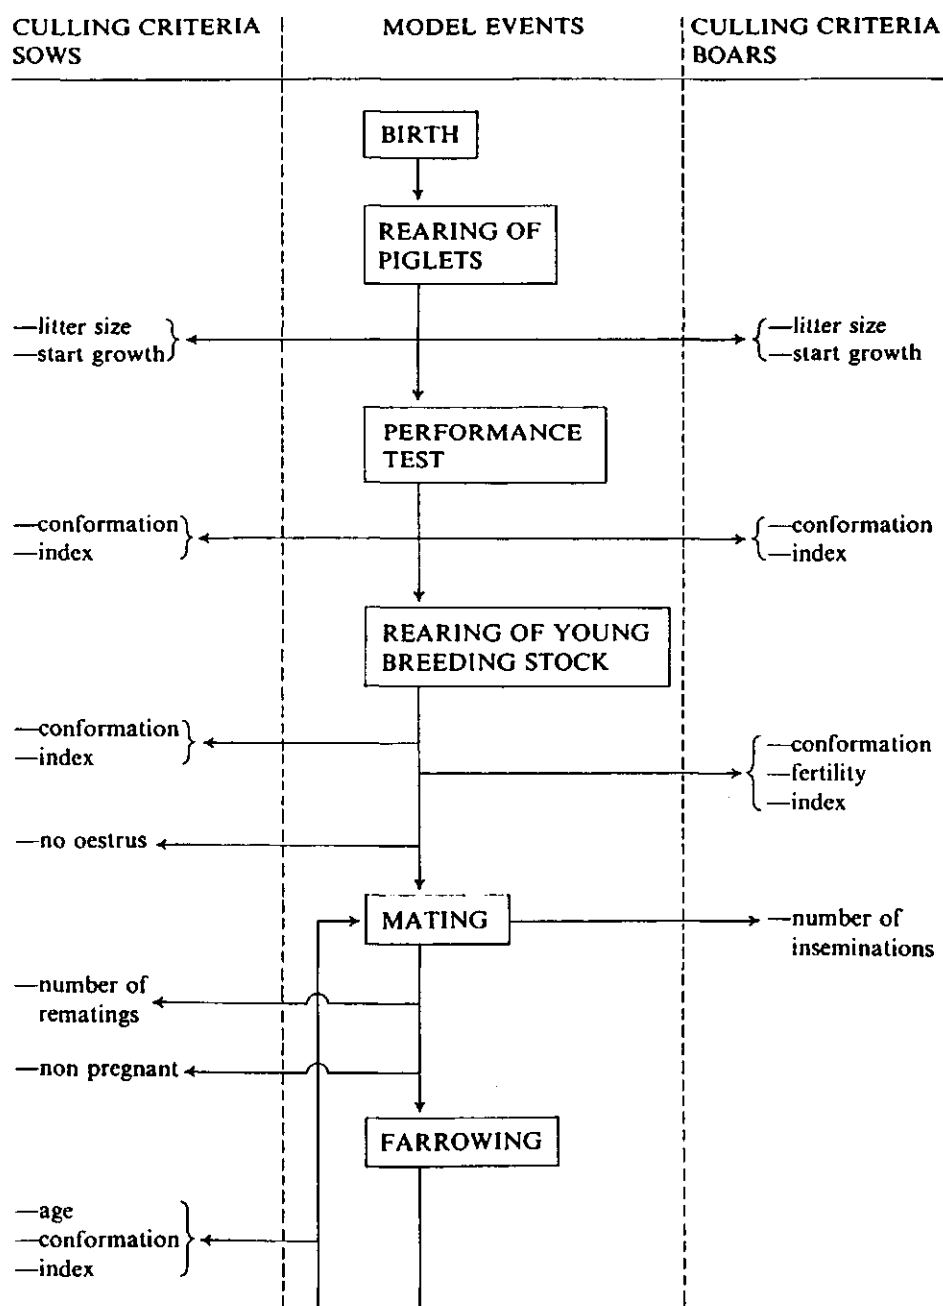 CULLING CRITERIA
SOWS
MODEL EVENTS
CULLING CRITERIA
BOARS
BIRTH
REARING OF
PIGLETS
—litter size
—start growth
—litter size
—start growth
PERFORMANCE
TEST
—conformation
—index
—conformation
—index
REARING OF YOUNG
BREEDING STOCK
—conformation
—index
—conformation
—fertility
—index
—no oestrus
MATING
—number of
inseminations
—number of
rematings
—non pregnant
FARROWING
—age
—conformation
—index